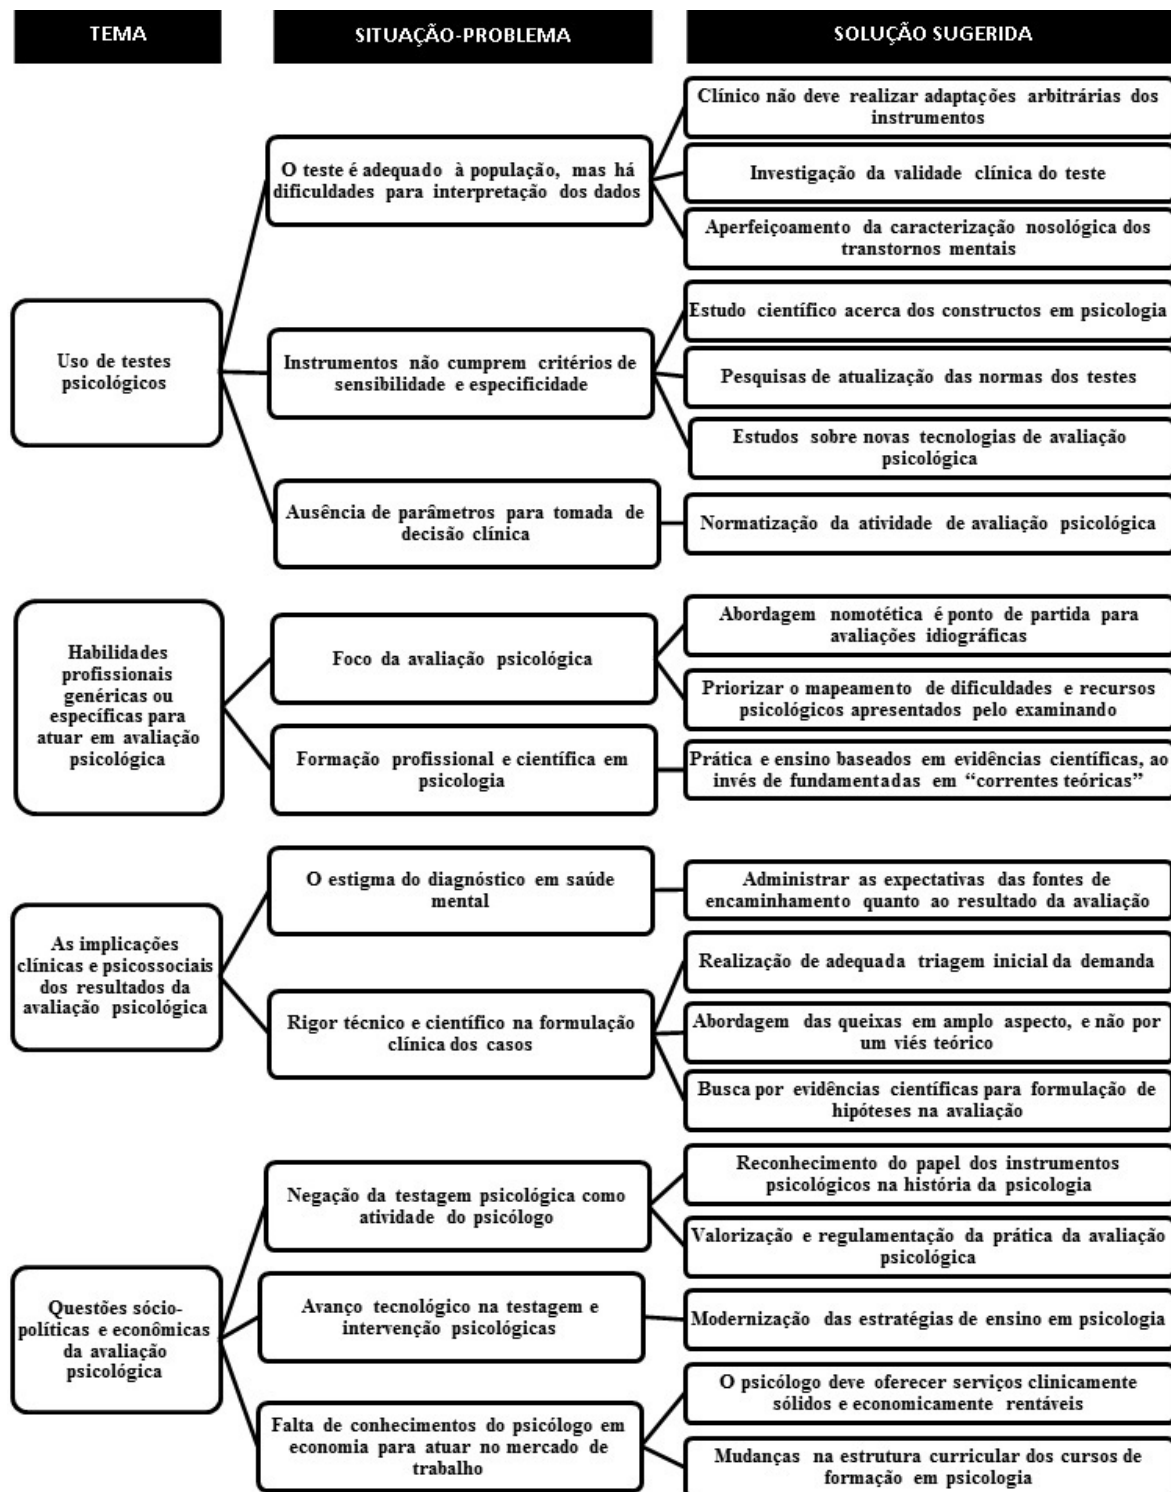 TEMA
SITUAÇÃO-PROBLEMA
SOLUÇÃO SUGERIDA
Uso de testes
psicológicos
O teste é adequado à população, mas há
dificuldades para interpretação dos dados
Clínico não deve realizar adaptações arbitrárias dos
instrumentos
Investigação da validade clínica do teste
Aperfeiçoamento da caracterização nosológica dos
transtornos mentais
Instrumentos não cumprem critérios de
sensibilidade e especificidade
Estudo científico acerca dos constructos em psicologia
Pesquisas de atualização das normas dos testes
Estudos sobre novas tecnologias de avaliação
psicológica
Ausência de parâmetros para tomada de
decisão clínica
Normatização da atividade de avaliação psicológica
Habilidades
profissionais
genéricas ou
específicas para
atuar em avaliação
psicológica
Foco da avaliação psicológica
Abordagem nomotética é ponto de partida para
avaliações idiográficas
Priorizar o mapeamento de dificuldades e recursos
psicológicos apresentados pelo examinando
Formação profissional e científica em
psicologia
Prática e ensino baseados em evidências científicas, ao
invés de fundamentadas em “correntes teóricas”
As implicações
clínicas e psicossociais
dos resultados da
avaliação psicológica
O estigma do diagnóstico em saúde
mental
Administrar as expectativas das fontes de
encaminhamento quanto ao resultado da avaliação
Rigor técnico e científico na formulação
clínica dos casos
Realização de adequada triagem inicial da demanda
Abordagem das queixas em amplo aspecto, e não por
um viés teórico
Busca por evidências científicas para formulação de
hipóteses na avaliação
Questões sócio-
políticas e econômicas
da avaliação
psicológica
Negação da testagem psicológica como
atividade do psicólogo
Reconhecimento do papel dos instrumentos
psicológicos na história da psicologia
Valorização e regulamentação da prática da avaliação
psicológica
Avanço tecnológico na testagem e
intervenção psicológicas
Modernização das estratégias de ensino em psicologia
Falta de conhecimentos do psicólogo em
economia para atuar no mercado de
trabalho
O psicólogo deve oferecer serviços clinicamente
sólidos e economicamente rentáveis
Mudanças na estrutura curricular dos cursos de
formação em psicologia